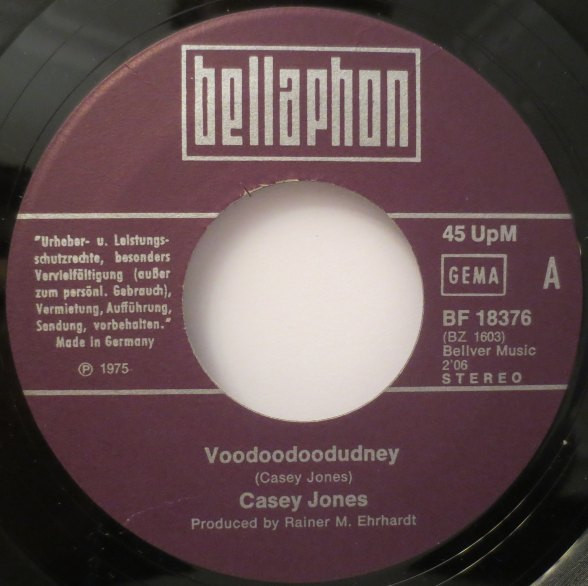 bellaphon
"Urheber- u. Leistungs-
schutzrechte, besonders
Vervielfältigung (außer
zum persönl. Gebrauch),
Vermietung, Aufführung,
Sendung, vorbehalten."
Made in Germany
℗ 1975
45 UpM
GEMA
A
BF 18376
(BZ 1603)
Bellver Music
2'06
STEREO
Voodoodoodudney
(Casey Jones)
Casey Jones
Produced by Rainer M. Ehrhardt